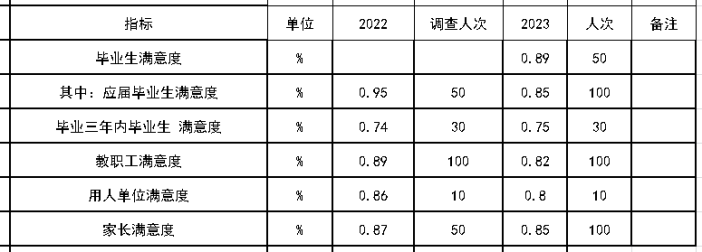 指标 单位 2022 调查人次 2023 人次 备注
毕业生满意度 % 0.89 50
其中：应届毕业生满意度 % 0.95 50 0.85 100
毕业三年内毕业生 满意度 % 0.74 30 0.75 30
教职工满意度 % 0.89 100 0.82 100
用人单位满意度 % 0.86 10 0.8 10
家长满意度 % 0.87 50 0.85 100